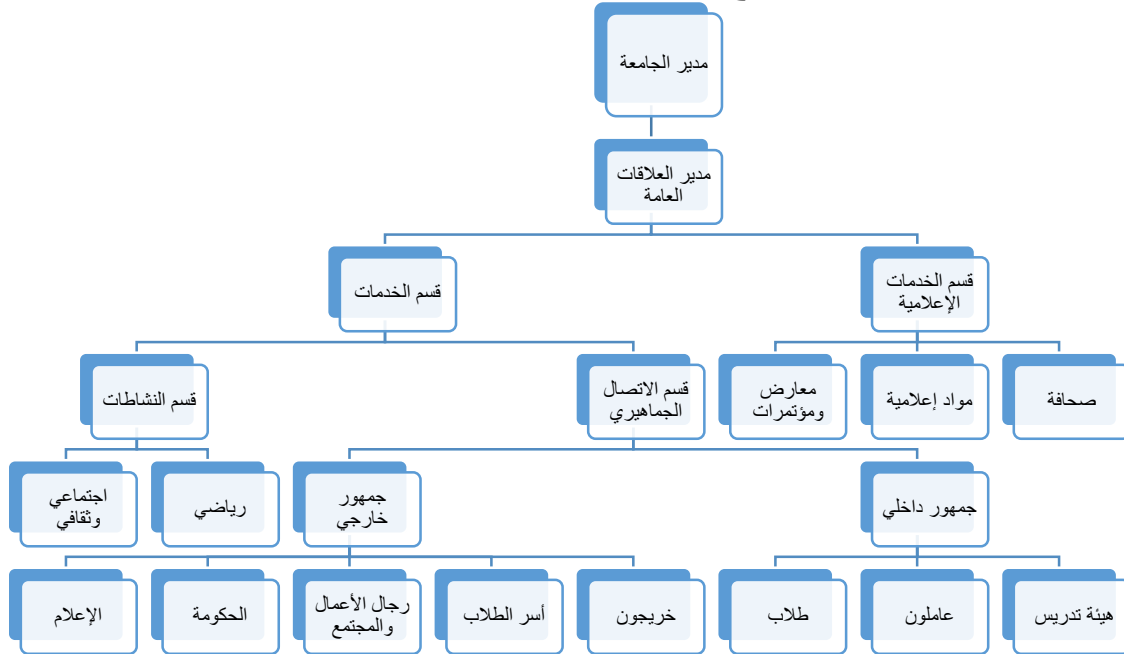 مدير الجامعة
مدير العلاقات
العامة
قسم الخدمات
الإعلامية
قسم الخدمات
صحافة
مواد إعلامية
معارض
ومؤتمرات
قسم الاتصال
الجماهيري
قسم النشاطات
جمهور داخلي
جمهور
خارجي
رياضي
اجتماعي
وثقافي
هيئة تدريس
عاملون
طلاب
خريجون
أسر الطلاب
رجال الأعمال
والمجتمع
الحكومة
الإعلام